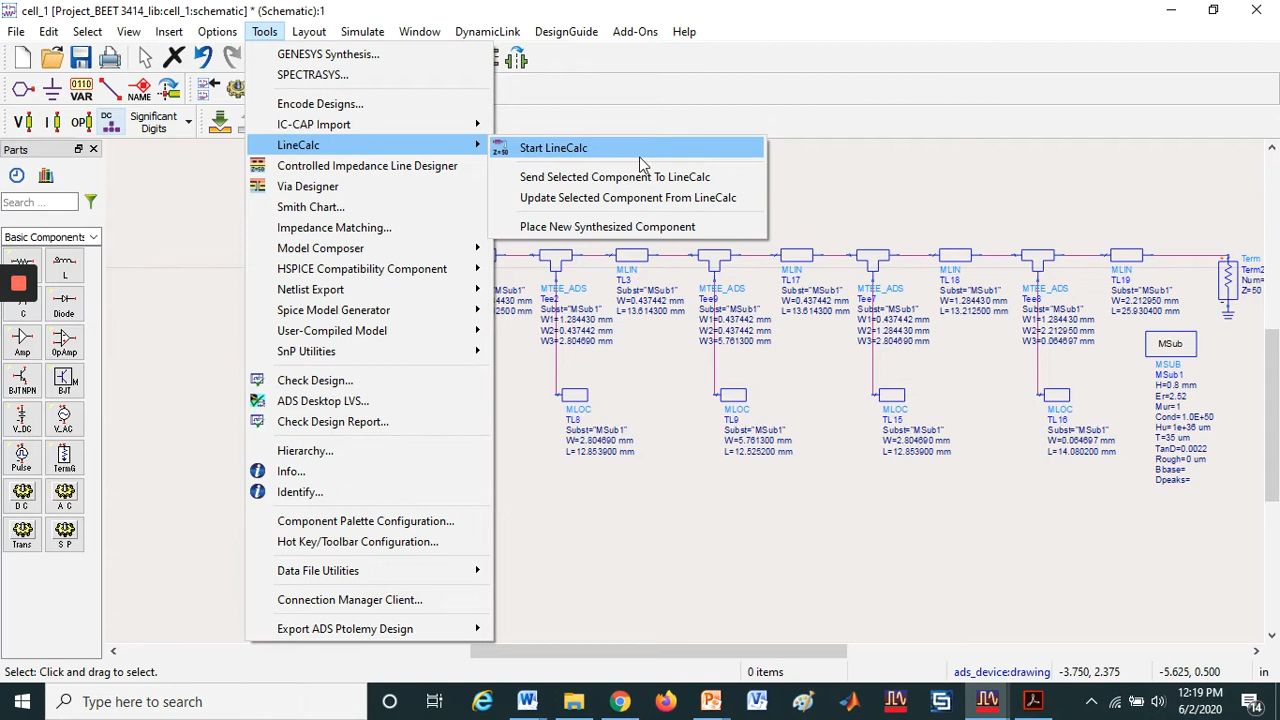 cell_1 [Project_BEET 3414_lib:cell_1:schematic] * (Schematic):1
File Edit Select View Insert Options Tools Layout Simulate Window DynamicLink DesignGuide Add-Ons Help
GENESYS Synthesis...
SPECTRASYS...
Encode Designs...
IC-CAP Import
LineCalc
Controlled Impedance Line Designer
Via Designer
Smith Chart...
Impedance Matching...
Model Composer
HSPICE Compatibility Component
Netlist Export
Spice Model Generator
User-Compiled Model
SnP Utilities
Check Design...
ADS Desktop LVS...
Check Design Report...
Hierarchy...
Info...
Identify...
Component Palette Configuration...
Hot Key/Toolbar Configuration...
Data File Utilities
Connection Manager Client...
Export ADS Ptolemy Design
Start LineCalc
Send Selected Component To LineCalc
Update Selected Component From LineCalc
Place New Synthesized Component
VAR
NAME
V I OP DC
Significant
Digits
Parts
Search
Basic Components
L
C
Diode
Amp
OpAmp
BJTNPN
BJT
V_DC
V_AC
Pulse
TermG
D C
A C
Trans
S P
MSub1"
MTEE_ADS
Tee2
Subst="MSub1"
W1=1.284430 mm
W2=0.437442 mm
W3=2.804690 mm
MLIN
TL3
Subst="MSub1"
W=0.437442 mm
L=13.614300 mm
MTEE_ADS
Tee9
Subst="MSub1"
W1=0.437442 mm
W2=0.437442 mm
W3=5.761300 mm
MLIN
TL17
Subst="MSub1"
W=0.437442 mm
L=13.614300 mm
MTEE_ADS
Tee7
Subst="MSub1"
W1=0.437442 mm
W2=1.284430 mm
W3=2.804690 mm
MLIN
TL18
Subst="MSub1"
W=1.284430 mm
L=13.212500 mm
MTEE_ADS
Tee8
Subst="MSub1"
W1=1.284430 mm
W2=2.212950 mm
W3=0.064697 mm
MLIN
TL19
Subst="MSub1"
W=2.212950 mm
L=25.930400 mm
Term
Term2
Num=
Z=50
MLOC
TL8
Subst="MSub1"
W=2.804690 mm
L=12.853900 mm
MLOC
TL9
Subst="MSub1"
W=5.761300 mm
L=12.525200 mm
MLOC
TL15
Subst="MSub1"
W=2.804690 mm
L=12.853900 mm
MLOC
TL16
Subst="MSub1"
W=0.064697 mm
L=14.080200 mm
MSub
MSUB
MSub1
H=0.8 mm
Er=2.52
Mur=1
Cond=1.0E+50
Hu=1e+36 um
T=35 um
TanD=0.0022
Rough=0 um
Bbase=
Dpeaks=
Select: Click and drag to select.
0 items
ads_device:drawing
-3.750, 2.375
-5.625, 0.500
in
Type here to search
12:19 PM
6/2/2020
14